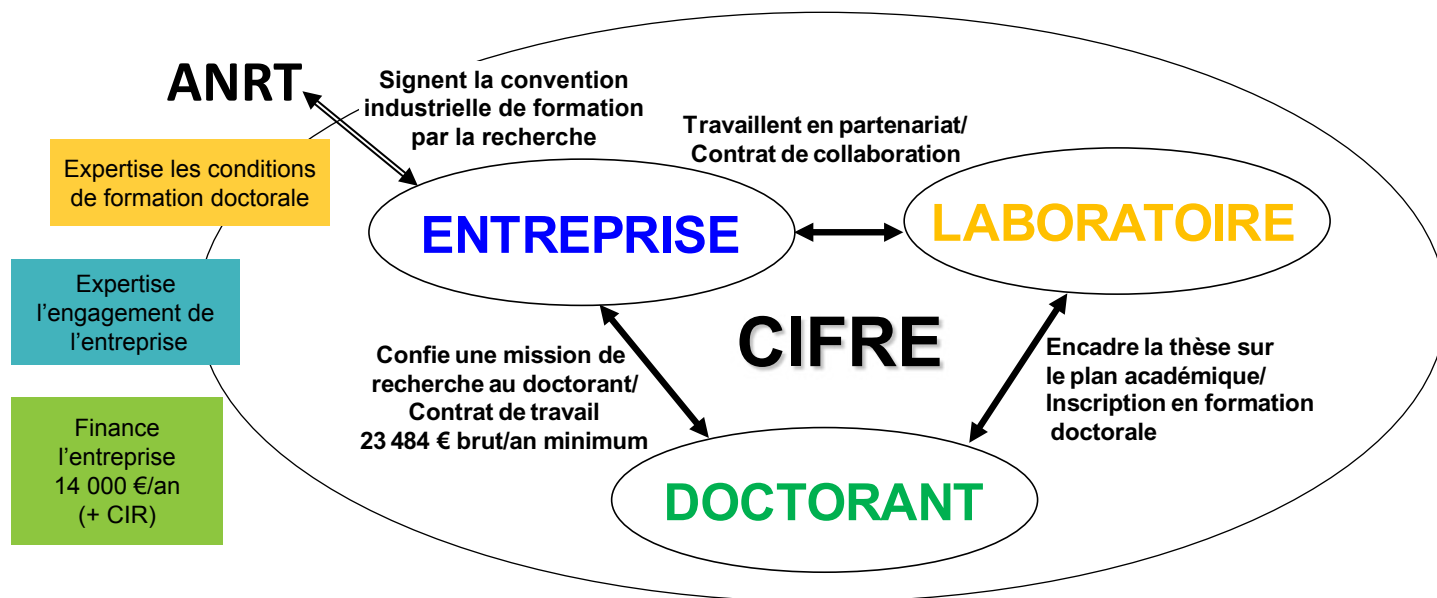 ANRT
Signent la convention
industrielle de formation
par la recherche
Travaillent en partenariat/
Contrat de collaboration
Expertise les conditions
de formation doctorale
ENTREPRISE
LABORATOIRE
Expertise
l’engagement de
l’entreprise
CIFRE
Confie une mission de
recherche au doctorant/
Contrat de travail
23 484 € brut/an minimum
Encadre la thèse sur
le plan académique/
Inscription en formation
doctorale
Finance
l’entreprise
14 000 €/an
(+ CIR)
DOCTORANT